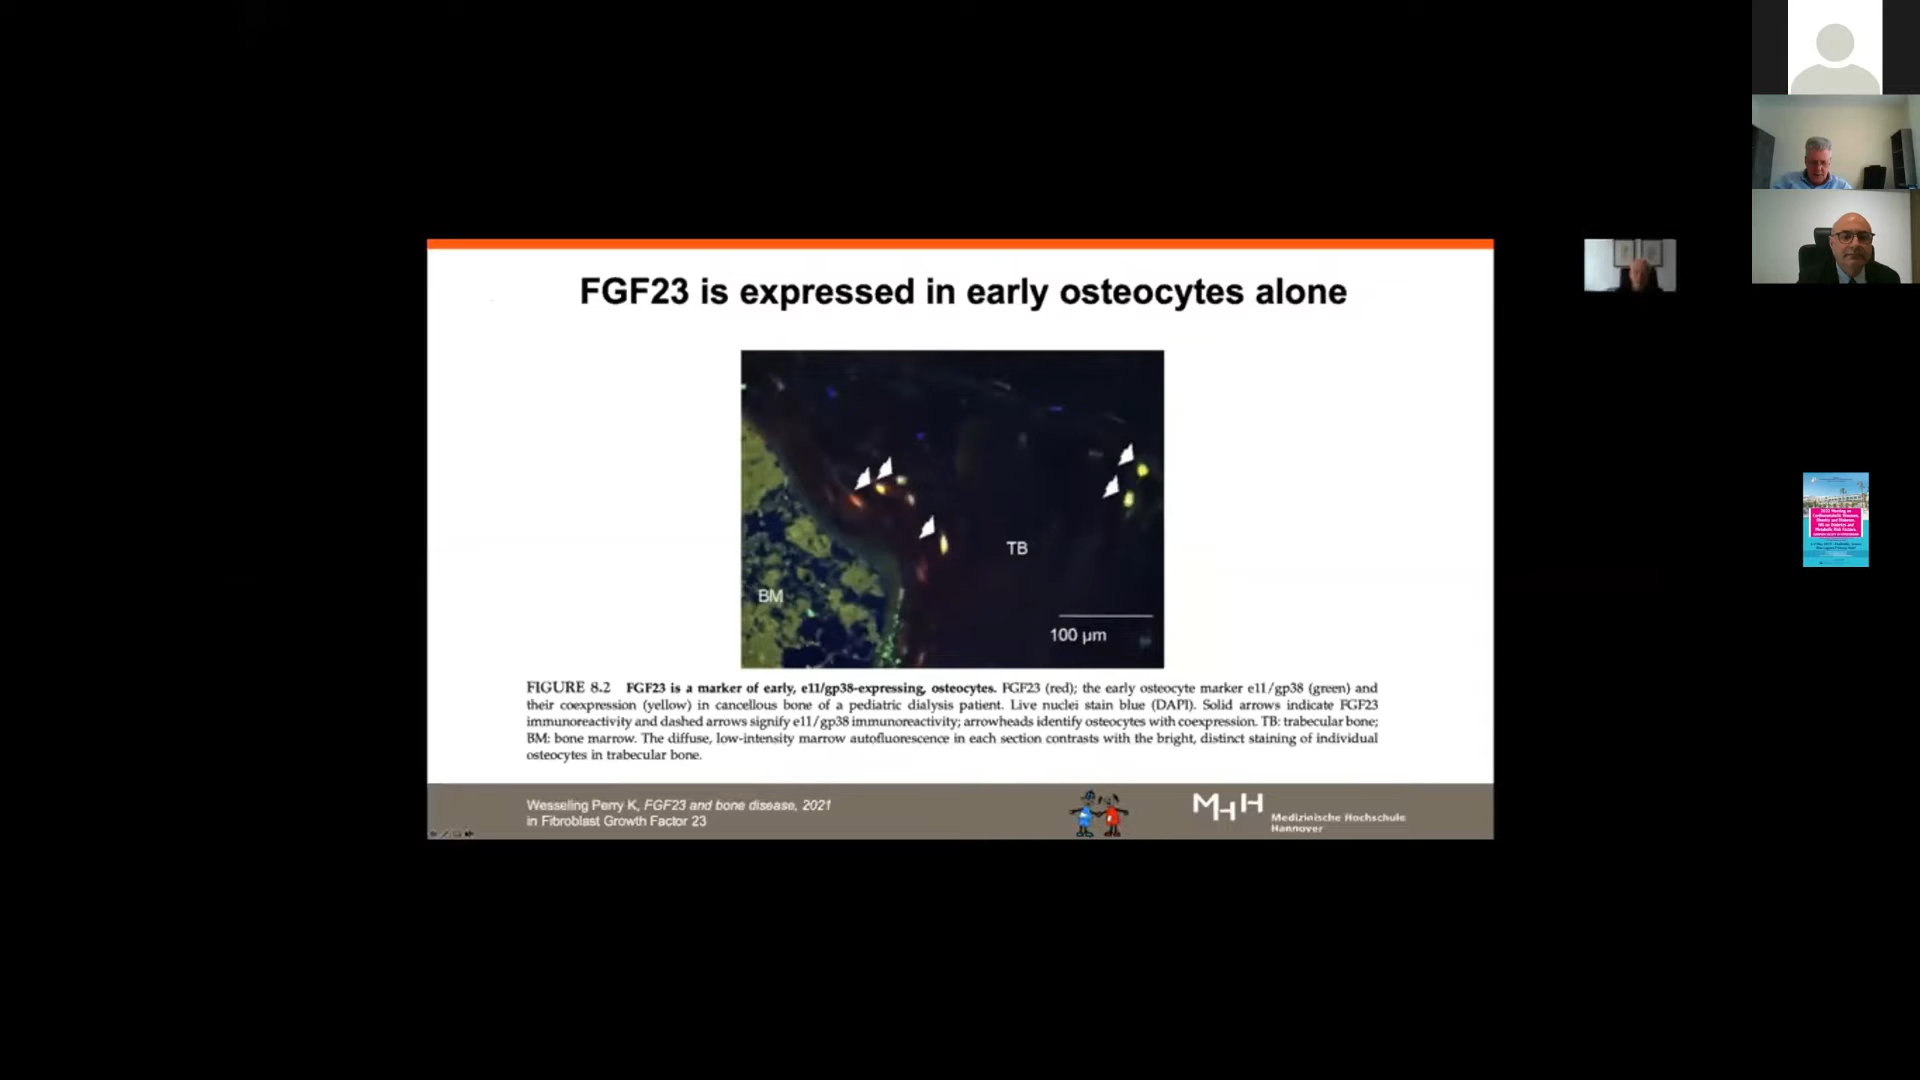 FGF23 is expressed in early osteocytes alone
TB
BM
100 µm
FIGURE 8.2 FGF23 is a marker of early, e11/gp38-expressing, osteocytes. FGF23 (red); the early osteocyte marker e11/gp38 (green) and
their coexpression (yellow) in cancellous bone of a pediatric dialysis patient. Live nuclei stain blue (DAPI). Solid arrows indicate FGF23
immunoreactivity and dashed arrows signify e11/gp38 immunoreactivity; arrowheads identify osteocytes with coexpression. TB: trabecular bone;
BM: bone marrow. The diffuse, low-intensity marrow autofluorescence in each section contrasts with the bright, distinct staining of individual
osteocytes in trabecular bone.
Wesseling Perry K, FGF23 and bone disease, 2021
in Fibroblast Growth Factor 23
MHH
Medizinische Hochschule
Hannover